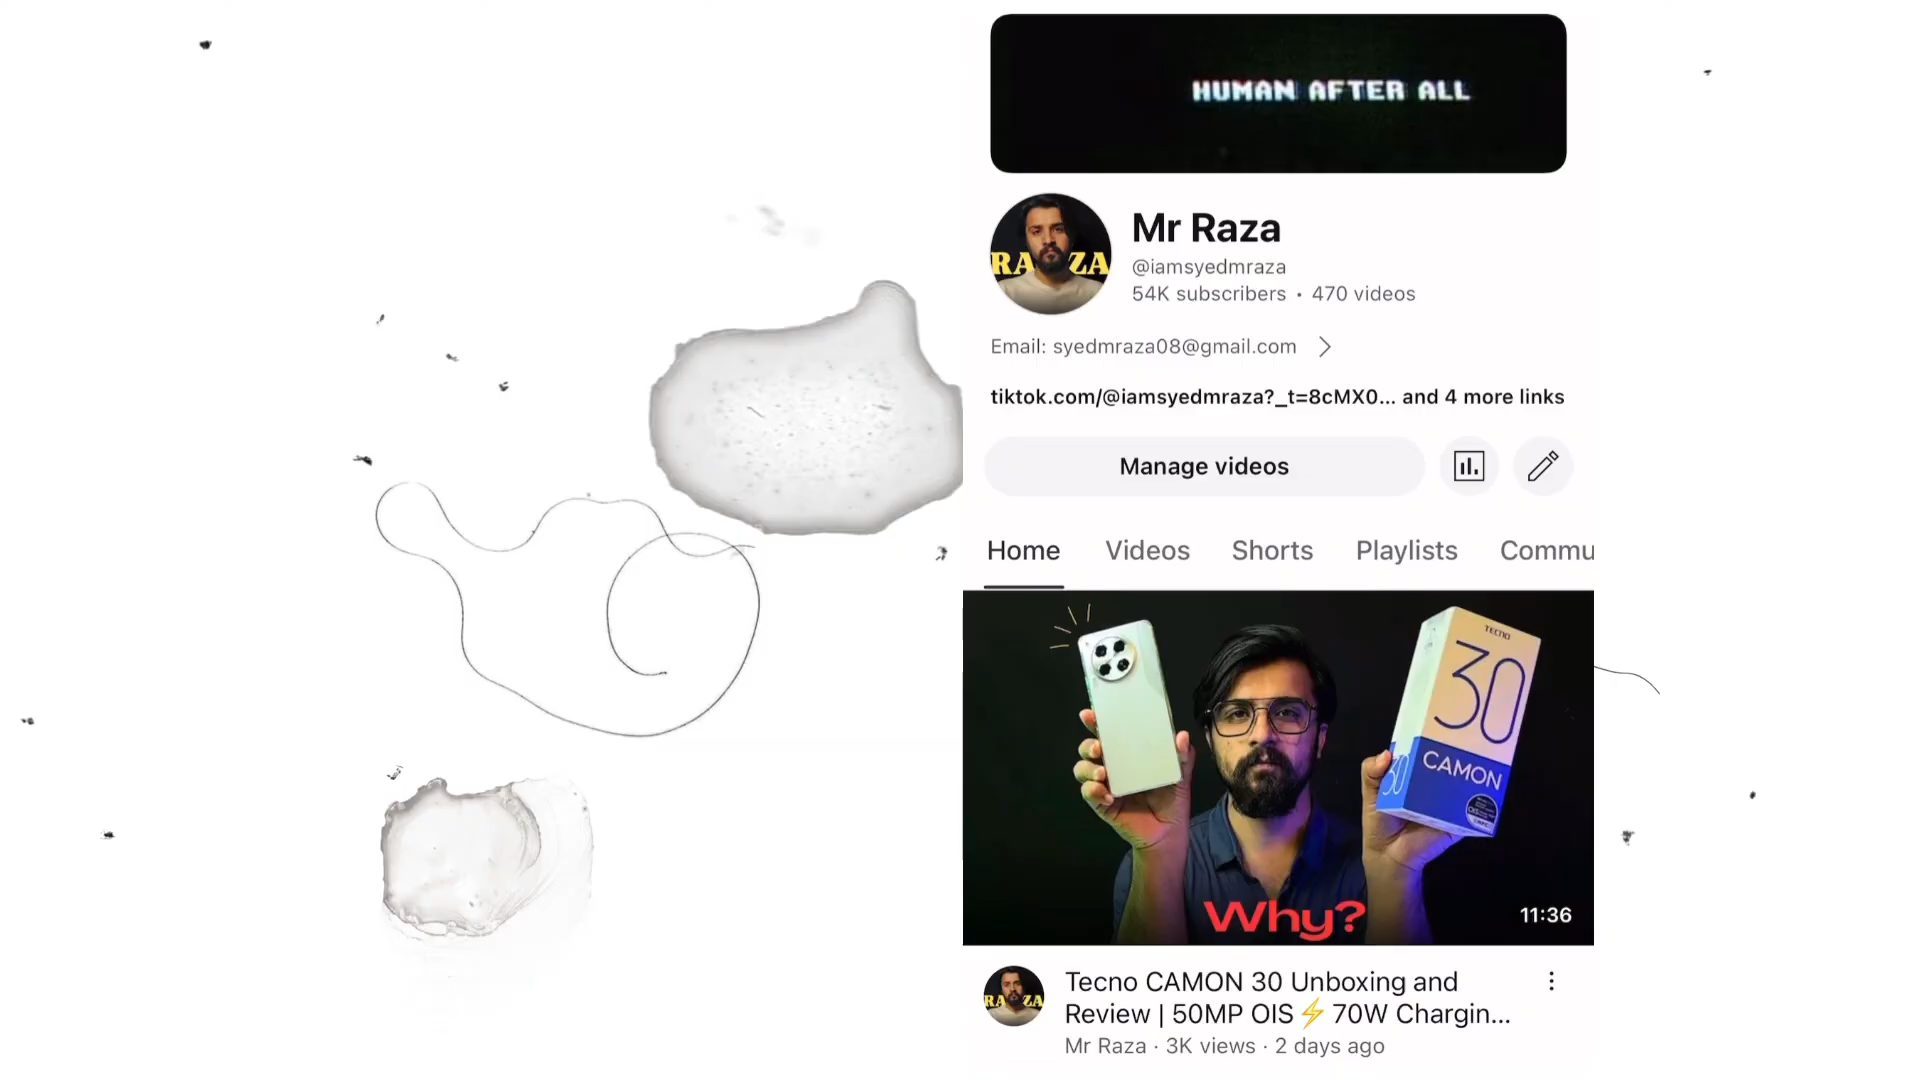 HUMAN AFTER ALL
RAZA
Mr Raza
@iamsyedmraza
54K subscribers • 470 videos
Email: syedmraza08@gmail.com
tiktok.com/@iamsyedmraza?_t=8cMX0... and 4 more links
Manage videos
Home Videos Shorts Playlists Commu
TECNO
30
CAMON
30
Why?
11:36
RAZA
Tecno CAMON 30 Unboxing and
Review | 50MP OIS ⚡ 70W Chargin...
Mr Raza · 3K views · 2 days ago